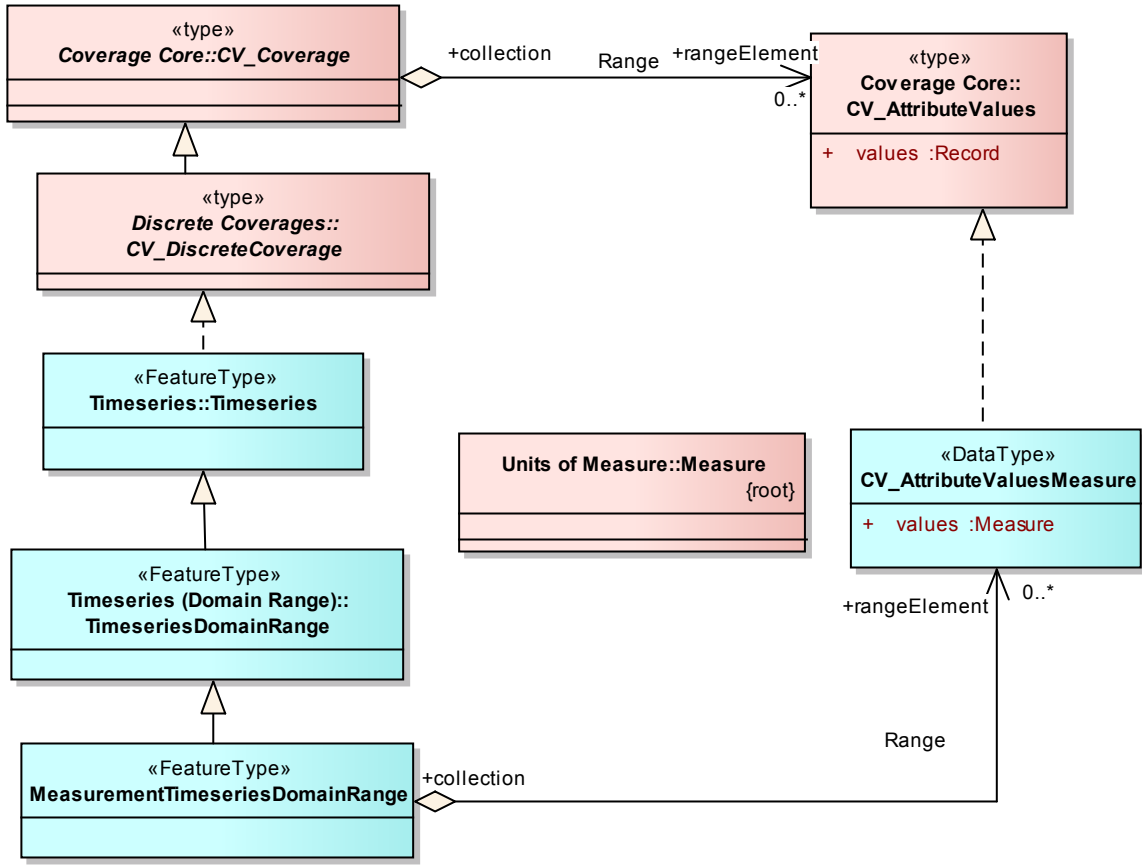 «type»
Coverage Core::CV_Coverage
+collection
Range
+rangeElement
0..*
«type»
Coverage Core::
CV_AttributeValues
+ values :Record
«type»
Discrete Coverages::
CV_DiscreteCoverage
«FeatureType»
Timeseries::Timeseries
Units of Measure::Measure
{root}
«DataType»
CV_AttributeValuesMeasure
+ values :Measure
«FeatureType»
Timeseries (Domain Range)::
TimeseriesDomainRange
+rangeElement
0..*
Range
«FeatureType»
MeasurementTimeseriesDomainRange
+collection